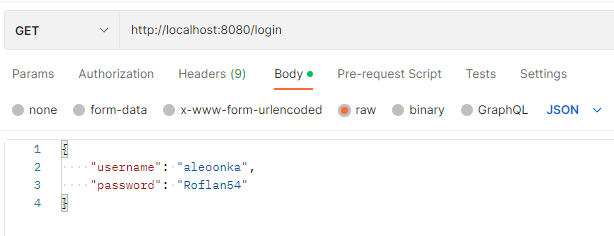 GET http://localhost:8080/login
Params Authorization Headers (9) Body Pre-request Script Tests Settings
none form-data x-www-form-urlencoded raw binary GraphQL JSON
1 {
2 "username": "aleoonka",
3 "password": "Roflan54"
4 }